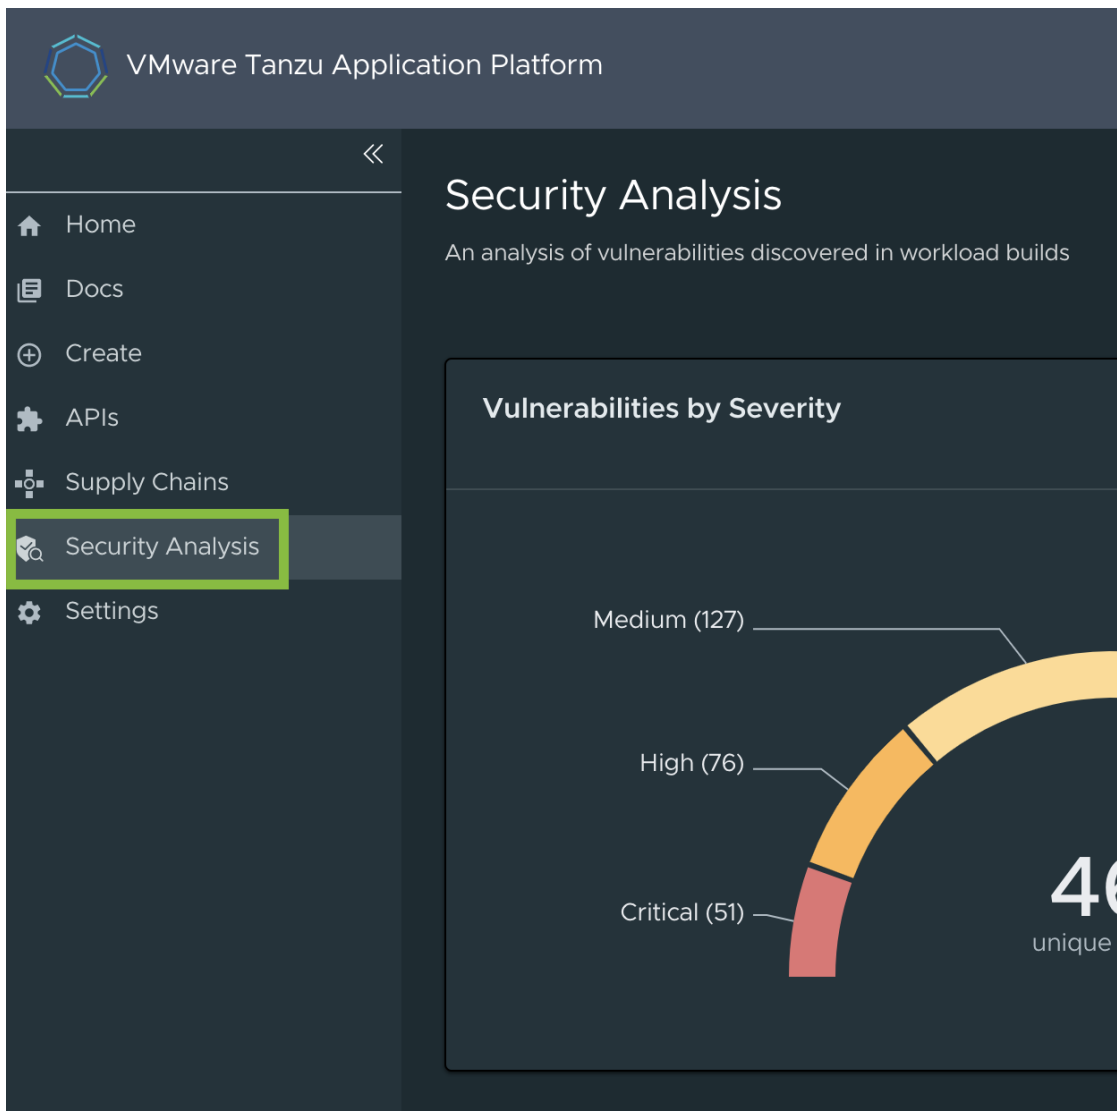 VMware Tanzu Application Platform
Home
Docs
Create
APIs
Supply Chains
Security Analysis
Settings
Security Analysis
An analysis of vulnerabilities discovered in workload builds
Vulnerabilities by Severity
Medium (127)
High (76)
Critical (51)
unique